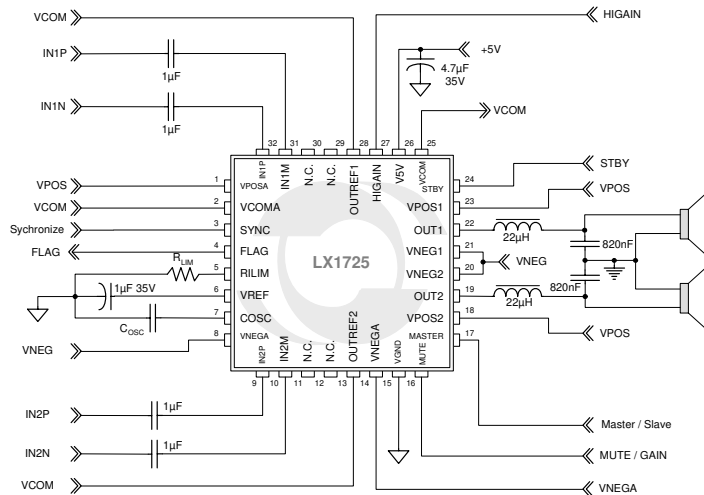 VCOM
HIGAIN
IN1P
1µF
4.7µF
35V
+5V
IN1N
1µF
VCOM
32 31 30 29 28 27 26 25
IN1P
IN1M
N.C.
N.C.
OUTREF1
HIGAIN
V5V
VCOM
VPOS
1
VPOSA
STBY
24
STBY
VCOM
2
VCOMA
VPOS1
23
VPOS
Sychronize
3
SYNC
OUT1
22
22µH
820nF
FLAG
4
FLAG
VNEG1
21
VNEG
RLIM
5
RILIM
LX1725
VNEG2
20
1µF 35V
6
VREF
OUT2
19
22µH
820nF
COSC
7
COSC
VPOS2
18
VPOS
VNEG
8
VNEGA
MASTER
17
IN2P
IN2M
N.C.
N.C.
OUTREF2
VNEGA
VGND
MUTE
9 10 11 12 13 14 15 16
IN2P
1µF
Master / Slave
IN2N
1µF
MUTE / GAIN
VCOM
VNEGA